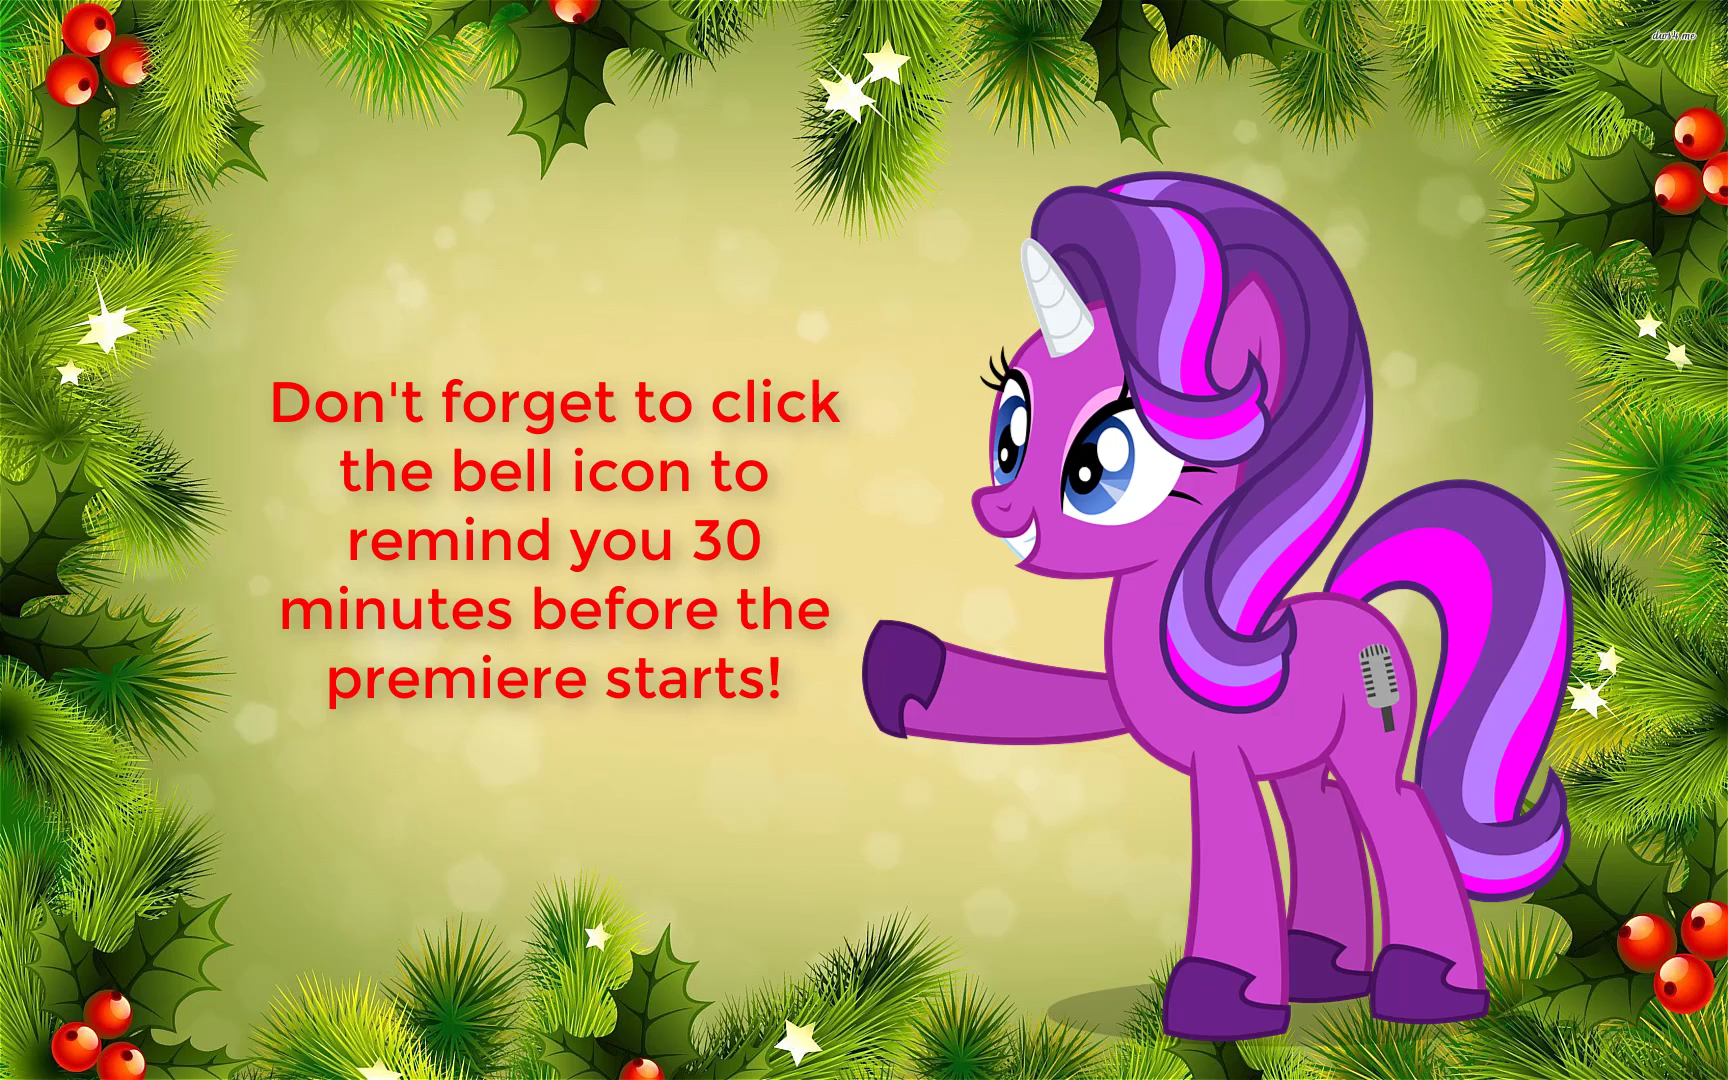 Don't forget to click
the bell icon to
remind you 30
minutes before the
premiere starts!